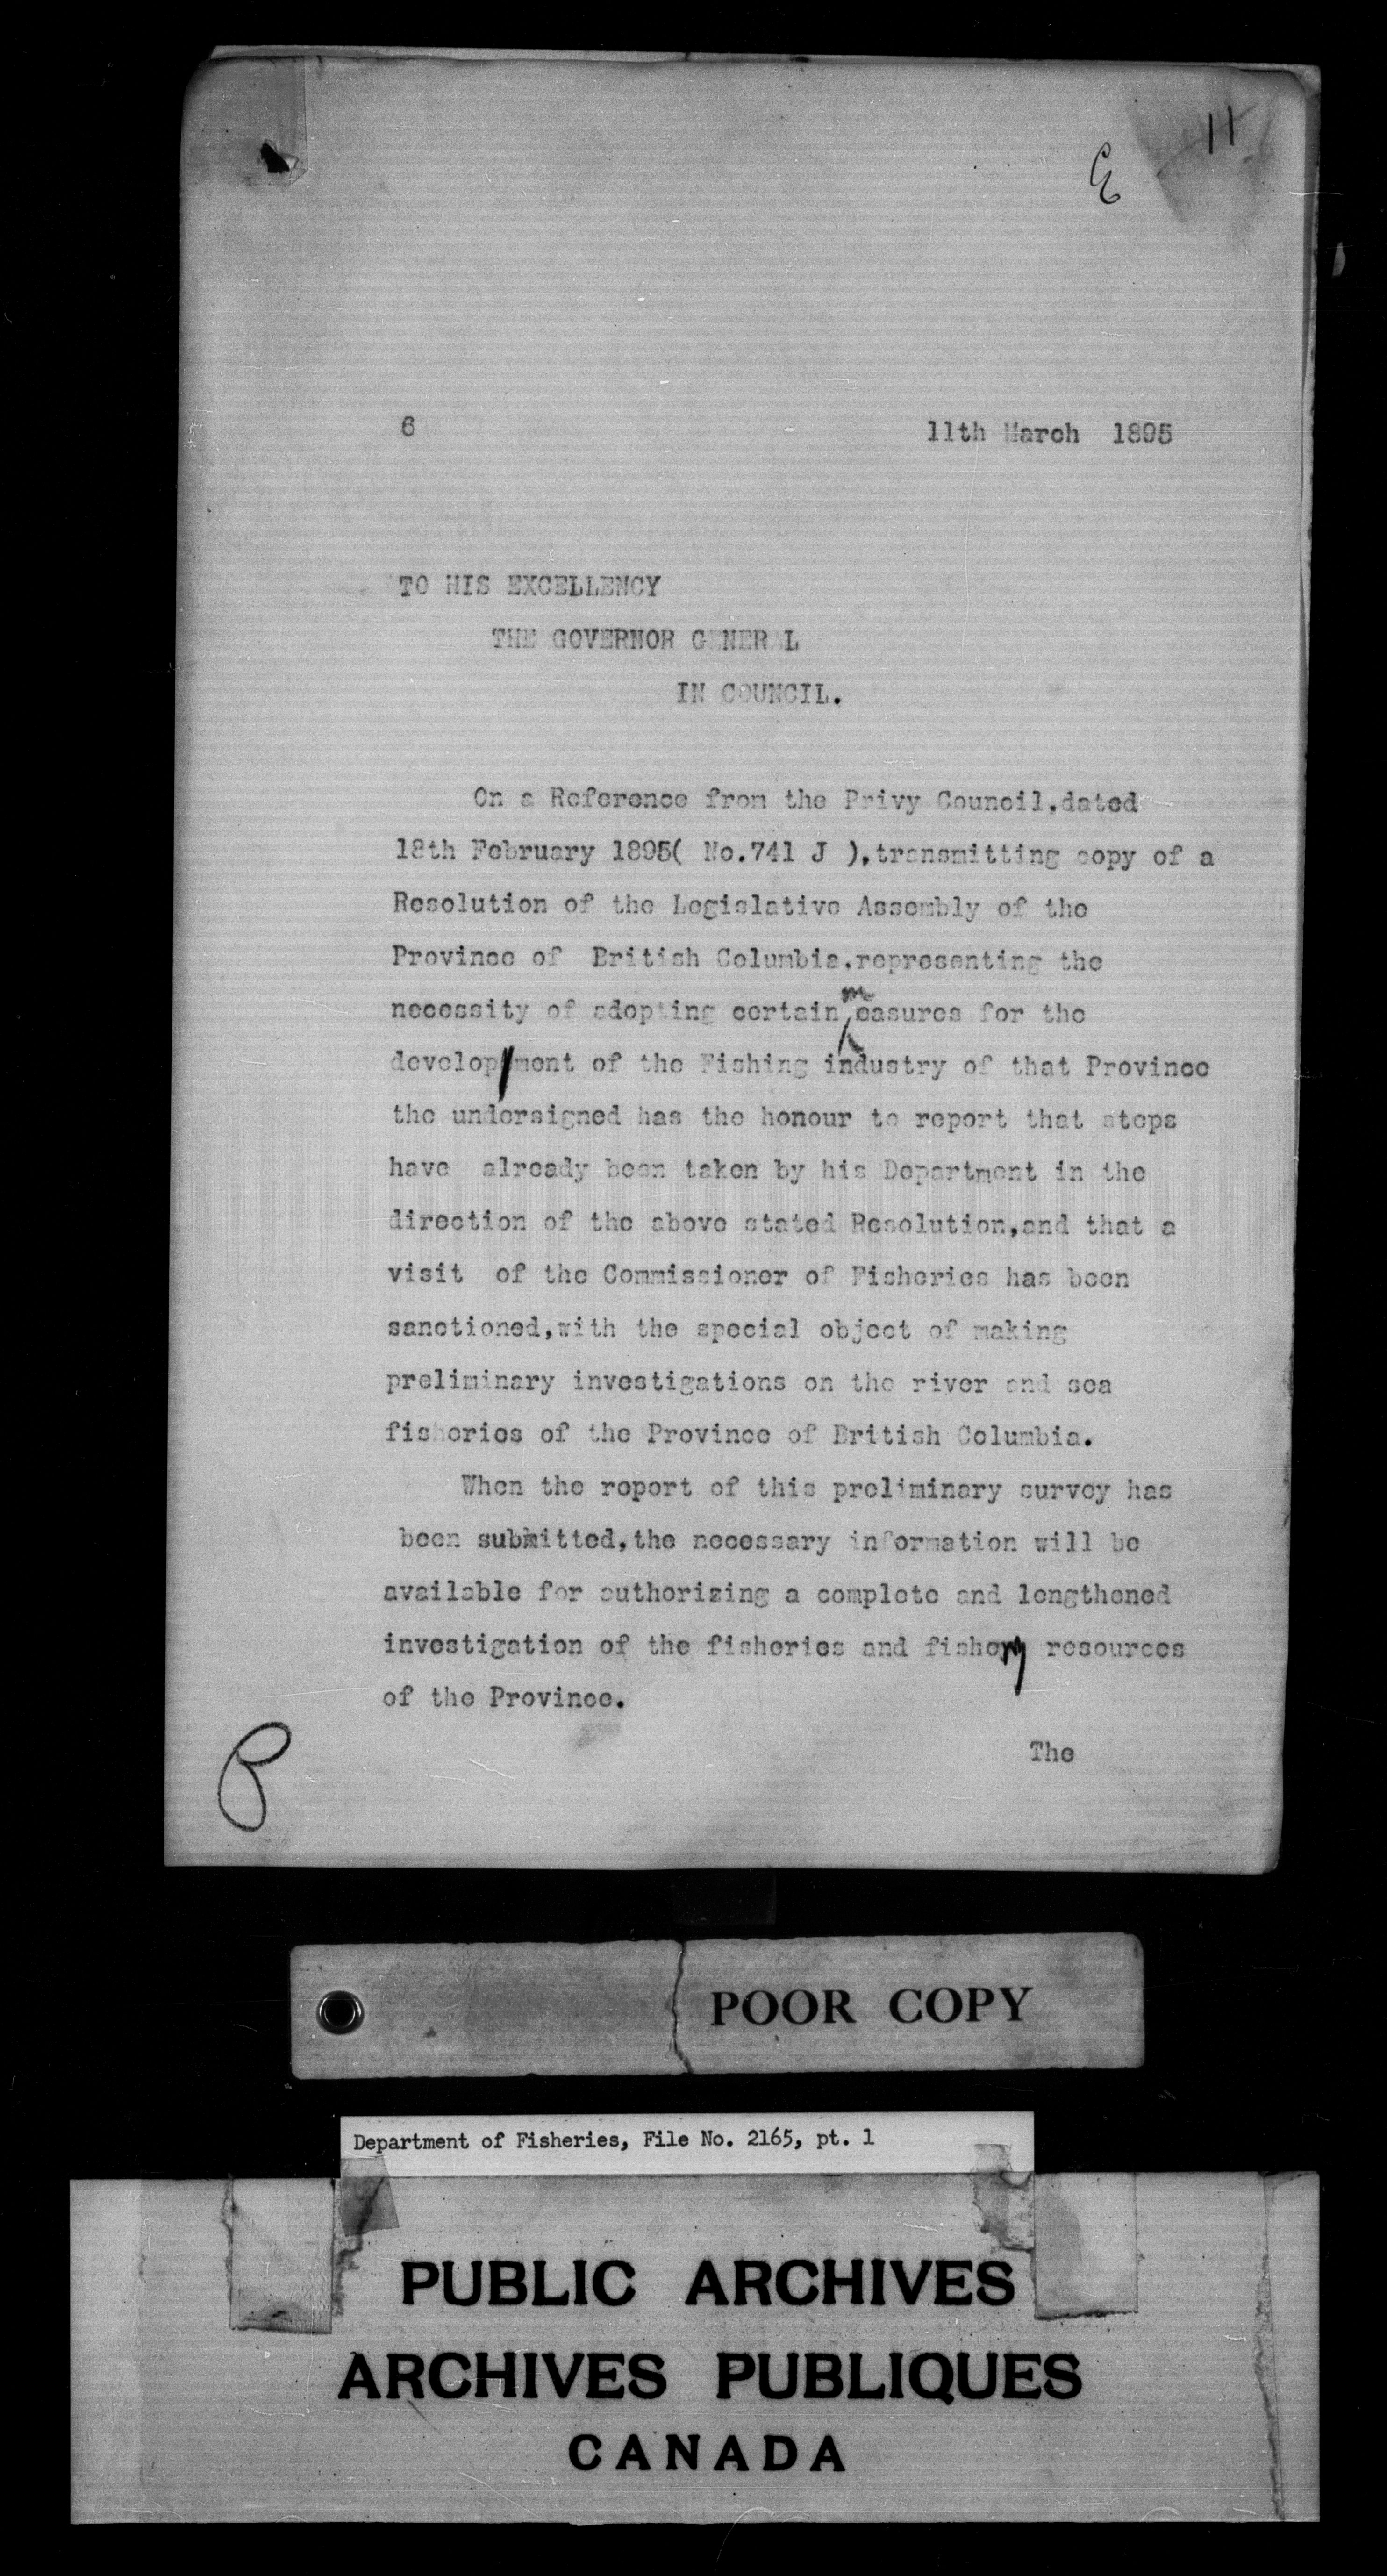 11
E
6 11th March 1895
TO HIS EXCELLENCY
THE GOVERNOR GENERAL
IN COUNCIL.
On a Reference from the Privy Council,dated
18th February 1895( No.741 J ),transmitting copy of a
Resolution of the Legislative Assembly of the
Province of British Columbia,representing the
necessity of adopting certain measures for the
development of the Fishing industry of that Province
the undersigned has the honour to report that steps
have already been taken by his Department in the
direction of the above stated Resolution,and that a
visit of the Commissioner of Fisheries has been
sanctioned,with the special object of making
preliminary investigations on the river and sea
fisheries of the Province of British Columbia.
When the report of this preliminary survey has
been submitted,the necessary information will be
available for authorizing a complete and lengthened
investigation of the fisheries and fishery resources
of the Province.
The
POOR COPY
Department of Fisheries, File No. 2165, pt. 1
PUBLIC ARCHIVES
ARCHIVES PUBLIQUES
CANADA